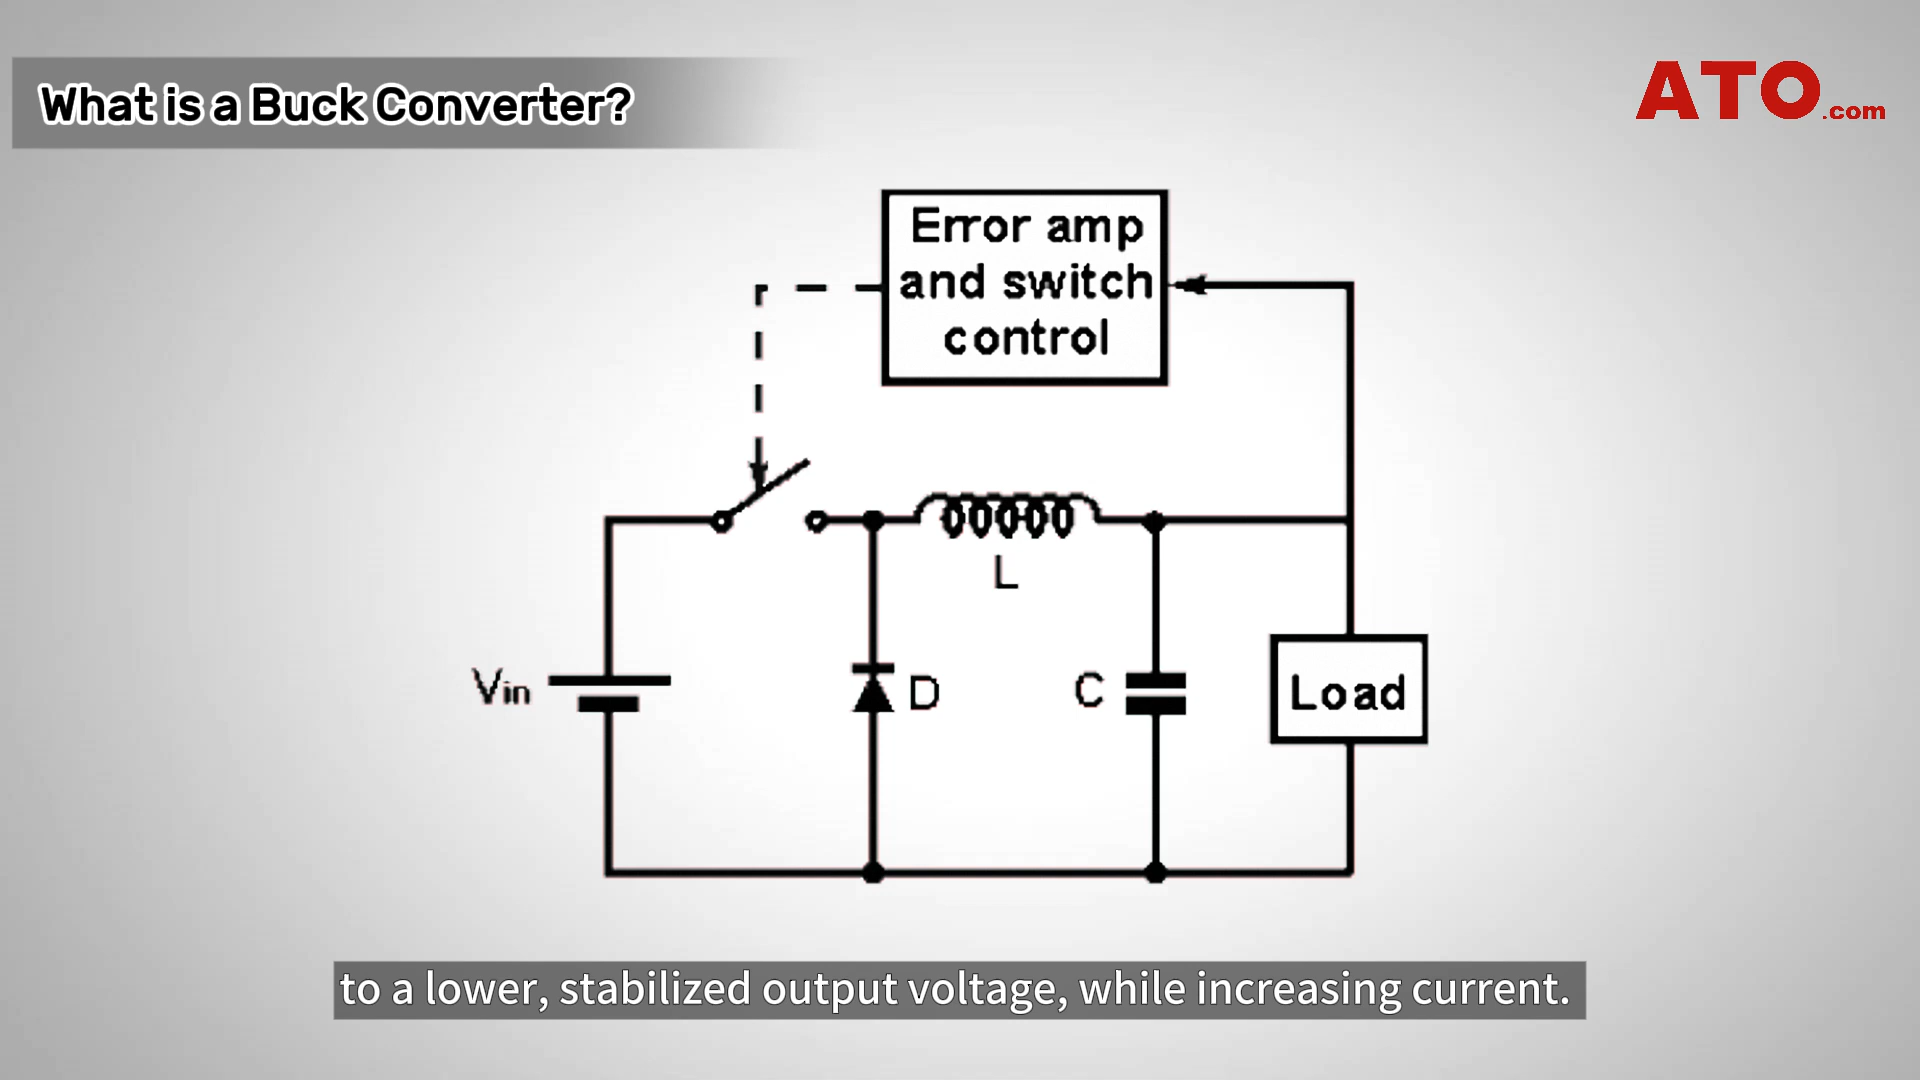 What is a Buck Converter?
ATO.com
Error amp
and switch
control
L
Vin
D
C
Load
to a lower, stabilized output voltage, while increasing current.